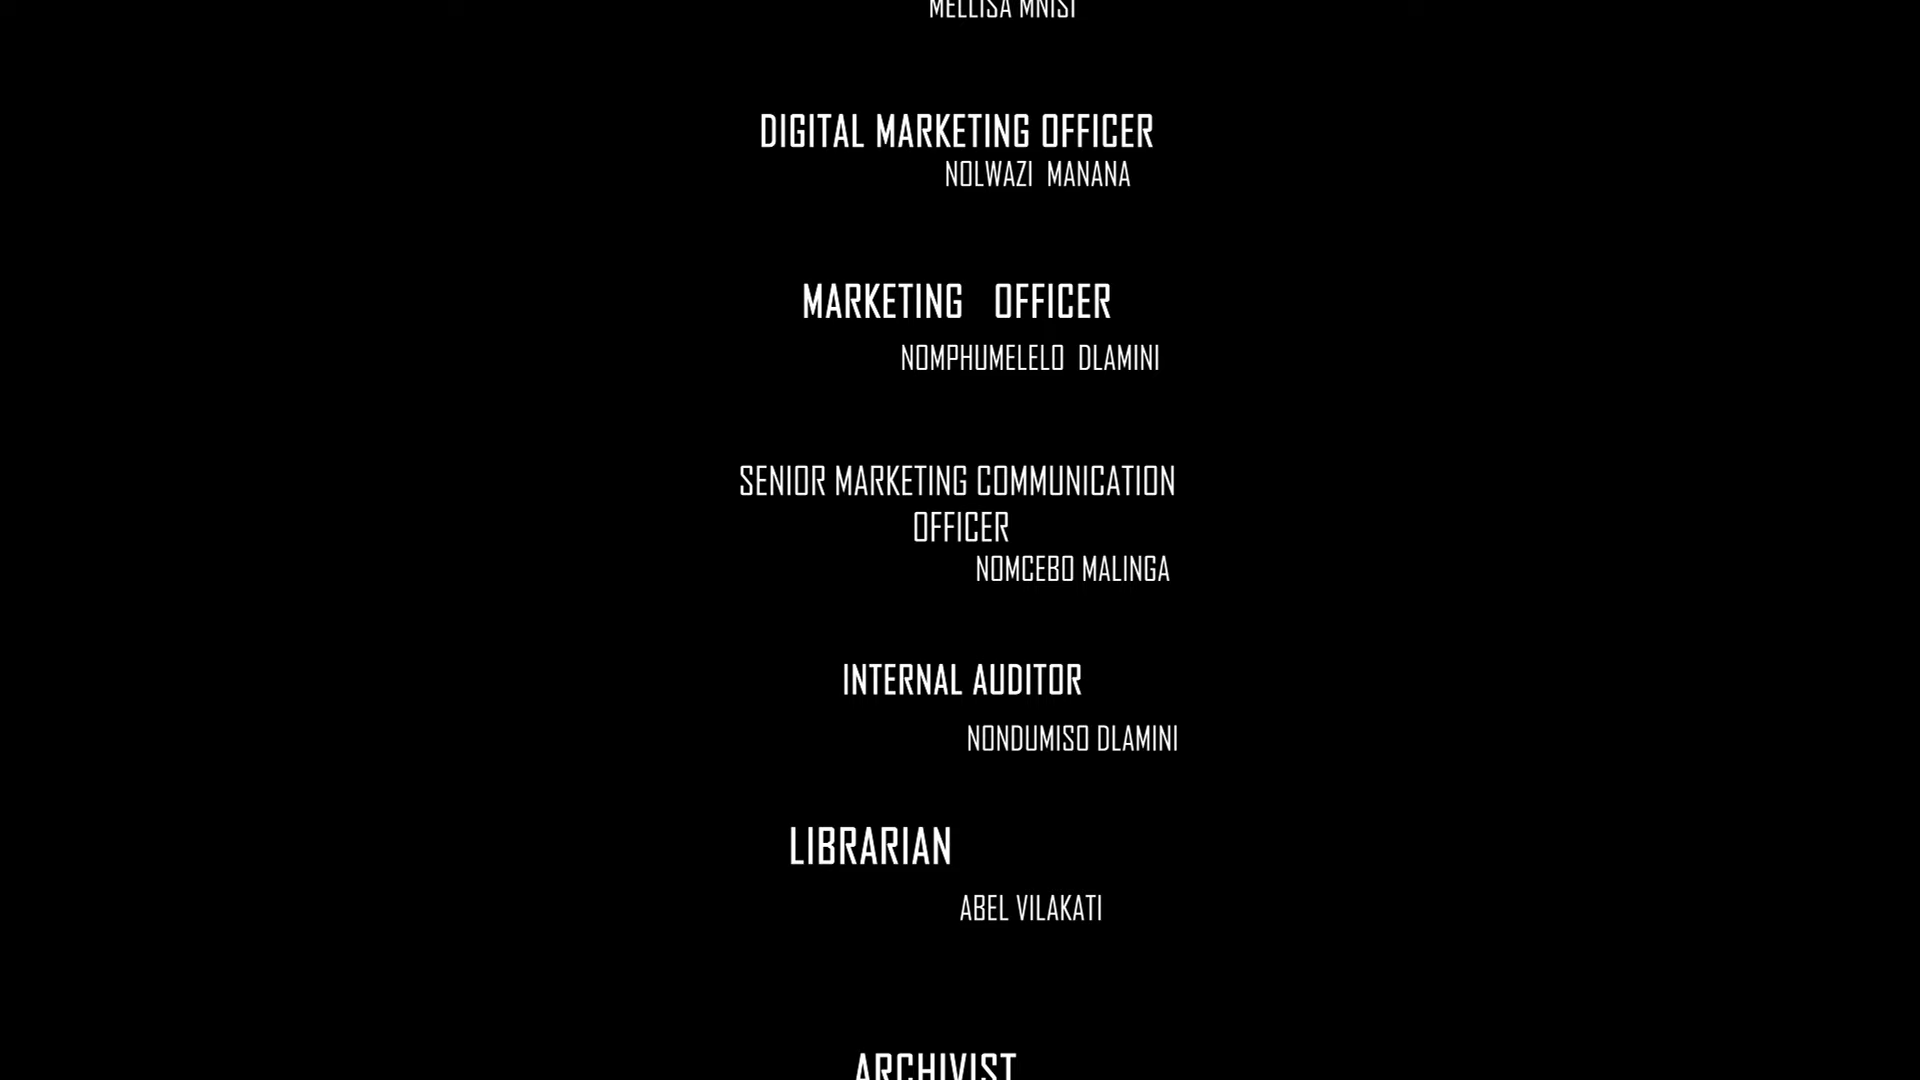 MELLISA MNISI
DIGITAL MARKETING OFFICER
NOLWAZI MANANA
MARKETING OFFICER
NOMPHUMELELO DLAMINI
SENIOR MARKETING COMMUNICATION
OFFICER
NOMCEBO MALINGA
INTERNAL AUDITOR
NONDUMISO DLAMINI
LIBRARIAN
ABEL VILAKATI
ARCHIVIST